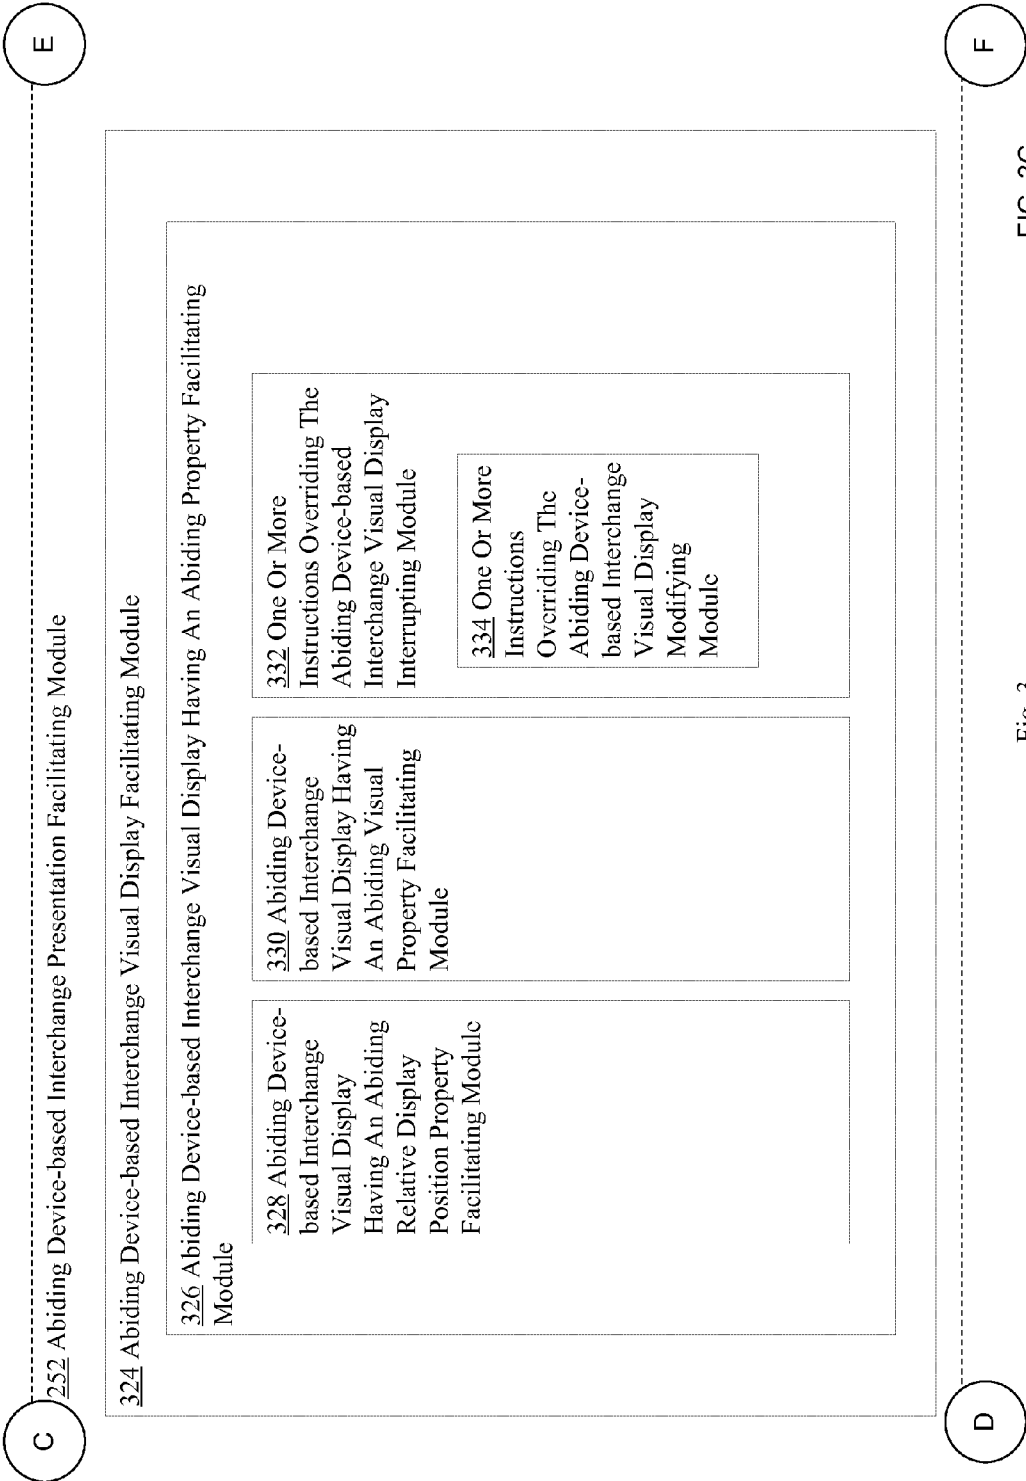 C
E
252 Abiding Device-based Interchange Presentation Facilitating Module
324 Abiding Device-based Interchange Visual Display Facilitating Module
326 Abiding Device-based Interchange Visual Display Having An Abiding Property Facilitating
Module
328 Abiding Device-
based Interchange
Visual Display
Having An Abiding
Relative Display
Position Property
Facilitating Module
330 Abiding Device-
based Interchange
Visual Display Having
An Abiding Visual
Property Facilitating
Module
332 One Or More
Instructions Overriding The
Abiding Device-based
Interchange Visual Display
Interrupting Module
334 One Or More
Instructions
Overriding The
Abiding Device-
based Interchange
Visual Display
Modifying
Module
D
F